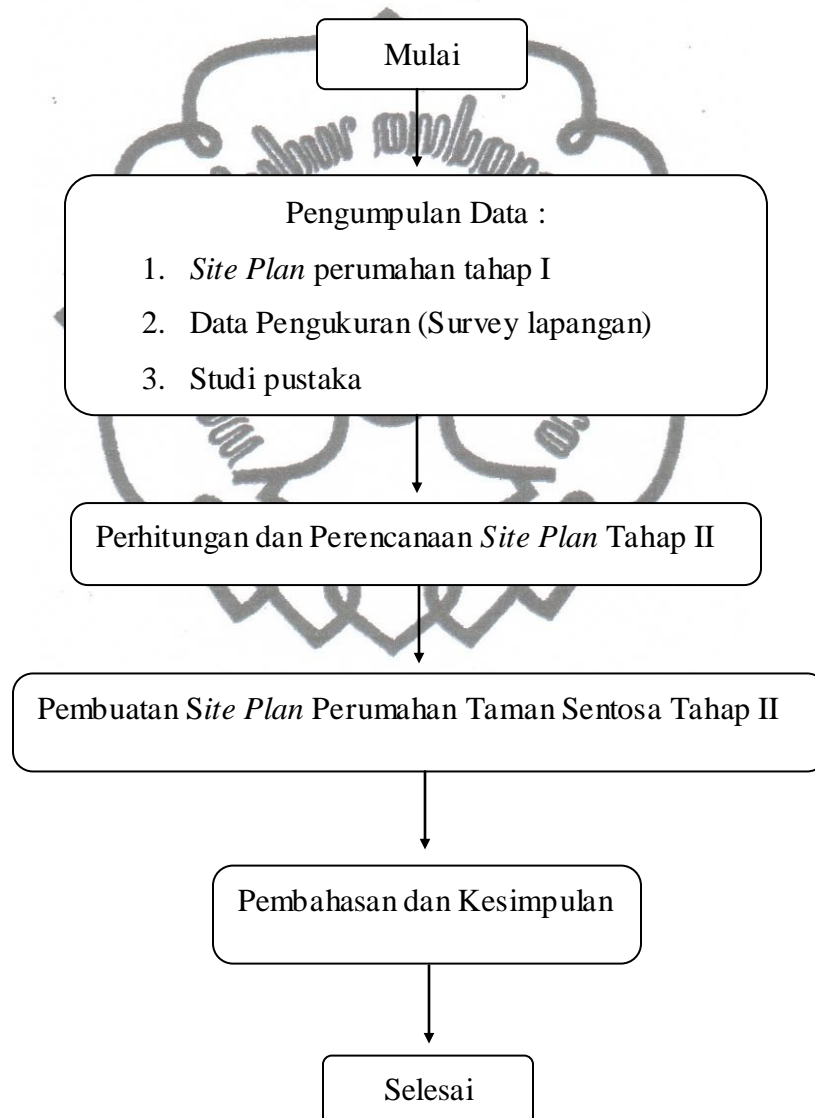 Mulai
Pengumpulan Data :
1. Site Plan perumahan tahap I
2. Data Pengukuran (Survey lapangan)
3. Studi pustaka
Perhitungan dan Perencanaan Site Plan Tahap II
Pembuatan Site Plan Perumahan Taman Sentosa Tahap II
Pembahasan dan Kesimpulan
Selesai